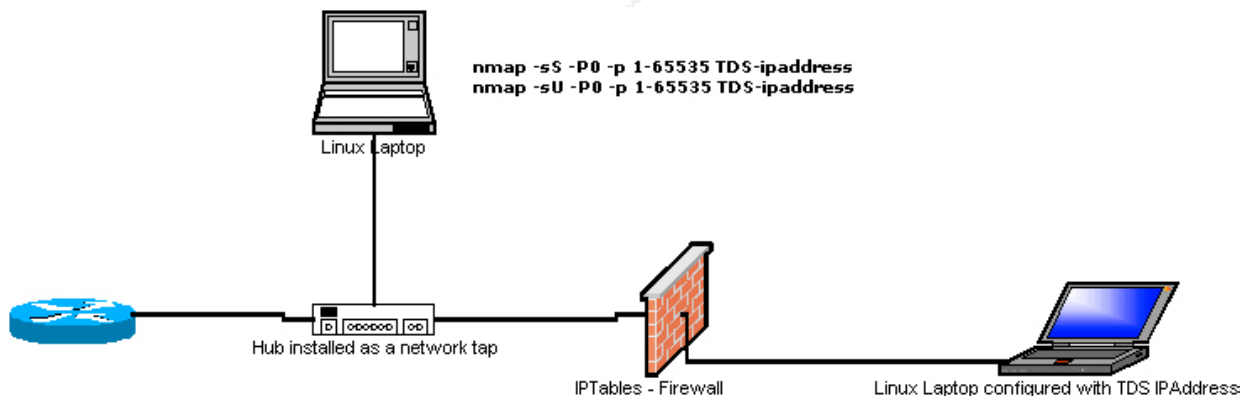 nmap -sS -P0 -p 1-65535 TDS-ipaddress
nmap -sU -P0 -p 1-65535 TDS-ipaddress
Linux Laptop
Hub installed as a network tap
IPTables - Firewall
Linux Laptop configured with TDS IPAddress